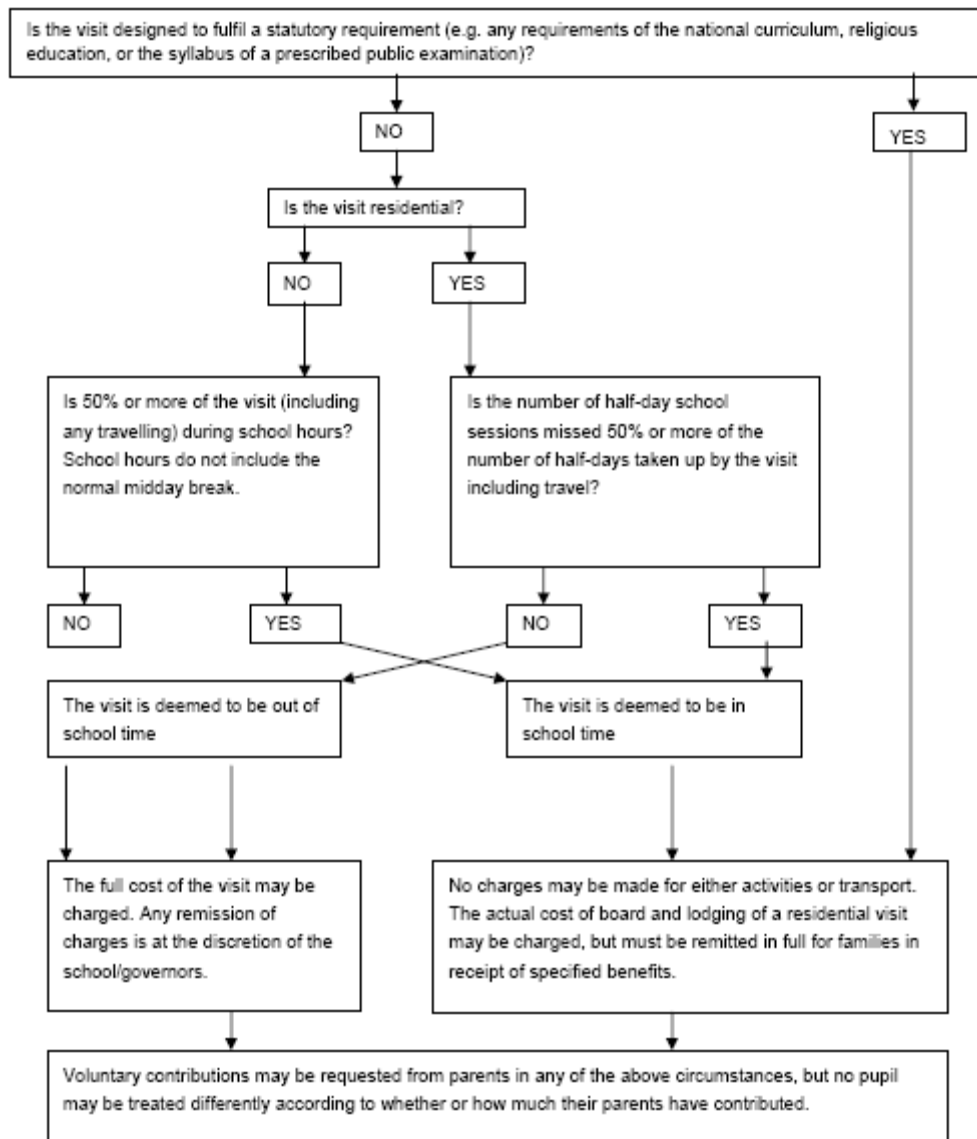 Is the visit designed to fulfil a statutory requirement (e.g. any requirements of the national curriculum, religious
education, or the syllabus of a prescribed public examination)?
NO
YES
Is the visit residential?
NO
YES
Is 50% or more of the visit (including
any travelling) during school hours?
School hours do not include the
normal midday break.
Is the number of half-day school
sessions missed 50% or more of the
number of half-days taken up by the visit
including travel?
NO
YES
NO
YES
The visit is deemed to be out of
school time
The visit is deemed to be in
school time
The full cost of the visit may be
charged. Any remission of
charges is at the discretion of the
school/governors.
No charges may be made for either activities or transport.
The actual cost of board and lodging of a residential visit
may be charged, but must be remitted in full for families in
receipt of specified benefits.
Voluntary contributions may be requested from parents in any of the above circumstances, but no pupil
may be treated differently according to whether or how much their parents have contributed.